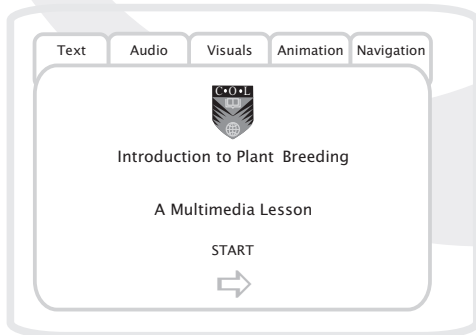 Text Audio Visuals Animation Navigation
C•O•L
Introduction to Plant Breeding
A Multimedia Lesson
START